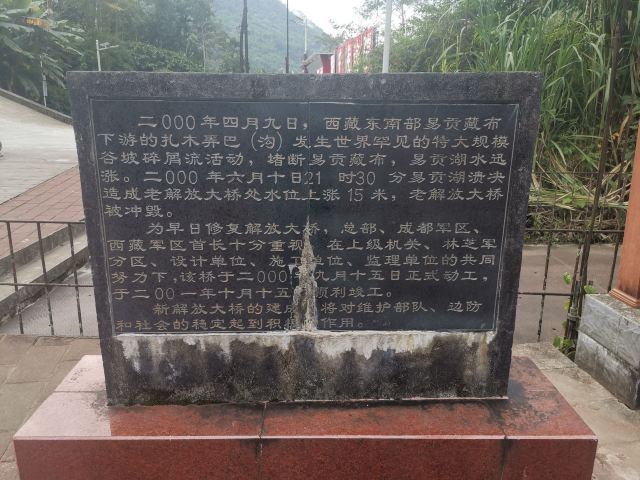 二000年四月九日，西藏东南部易贡藏布
下游的扎木弄巴（沟）发生世界罕见的特大规模
谷坡碎屑流活动，堵断易贡藏布，易贡湖水迅
涨。二000年六月十日21时30分易贡湖溃决
造成老解放大桥处水位上涨15米，老解放大桥
被冲毁。
为早日修复解放大桥，总部、成都军区、
西藏军区首长十分重视，在上级机关、林芝军
分区、设计单位、施工单位、监理单位的共同
努力下，该桥于二000年九月十五日正式动工，
于二00一年十月十五日顺利竣工。
新解放大桥的建成，将对维护部队、边防
和社会的稳定起到积作用。